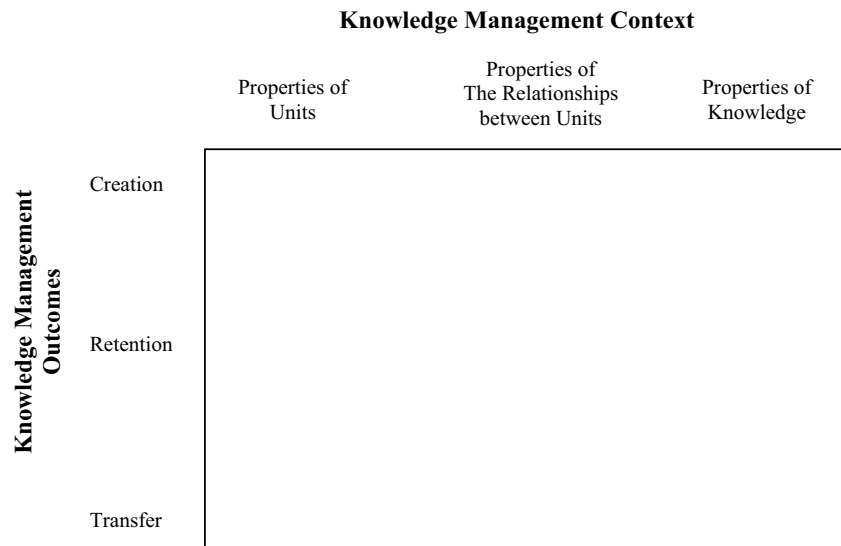 Knowledge Management Context
Properties of
Units
Properties of
The Relationships
between Units
Properties of
Knowledge
Knowledge Management
Outcomes
Creation
Retention
Transfer